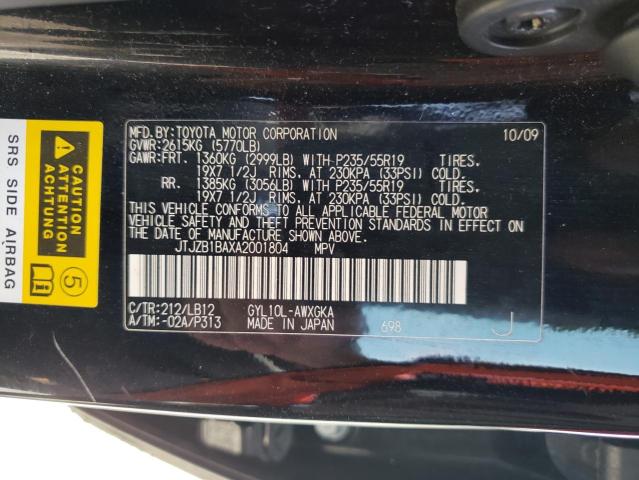 MFD.BY:TOYOTA MOTOR CORPORATION 10/09
GVWR:2615KG (5770LB)
GAWR:FRT. 1360KG (2999LB) WITH-P235/55R19 TIRES.
19X7 1/2J RIMS. AT 230KPA (33PSI) COLD.
RR. 1385KG (3056LB) WITH-P235/55R19 TIRES.
19X7 1/2J RIMS. AT 230KPA (33PSI) COLD.
THIS VEHICLE CONFORMS TO ALL APPLICABLE FEDERAL MOTOR
VEHICLE SAFETY AND THEFT PREVENTION STANDARDS IN EFFECT
ON THE DATE OF MANUFACTURE SHOWN ABOVE.
JTJZB1BAXA2001804 MPV
C/TR:212/LB12 GYL10L-AWXGKA
A/TM:-02A/P313 MADE IN JAPAN 698 J
SRS SIDE AIRBAG
CAUTION
ATTENTION
ACHTUNG
5